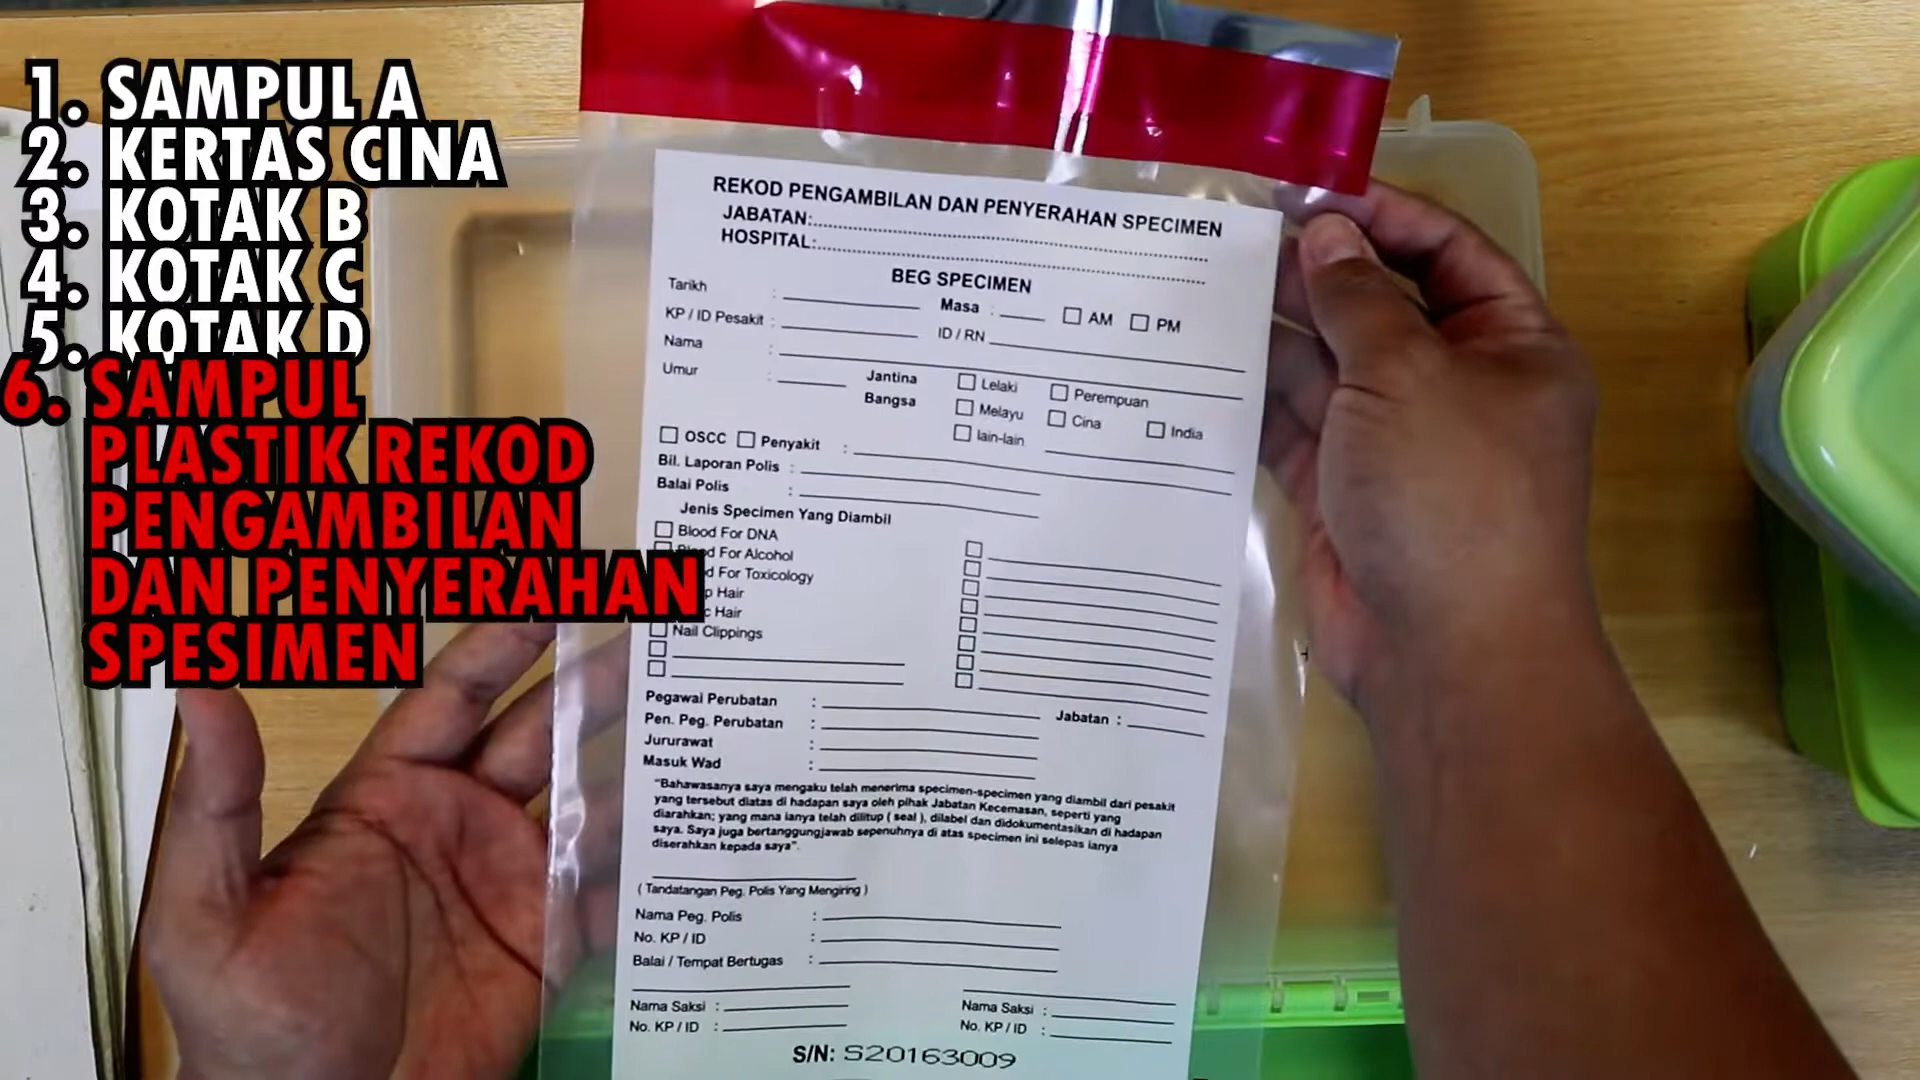 1. SAMPUL A
2. KERTAS CINA
3. KOTAK B
4. KOTAK C
5. KOTAK D
6. SAMPUL
PLASTIK REKOD
PENGAMBILAN
DAN PENYERAHAN
SPESIMEN
REKOD PENGAMBILAN DAN PENYERAHAN SPECIMEN
JABATAN:
HOSPITAL:
BEG SPECIMEN
Tarikh : Masa : AM PM
KP / ID Pesakit : ID / RN
Nama :
Umur : Jantina Lelaki Perempuan
Bangsa Melayu Cina India
lain-lain
OSCC Penyakit :
Bil. Laporan Polis :
Balai Polis :
Jenis Specimen Yang Diambil
Blood For DNA
For Alcohol
For Toxicology
Hair
Hair
Nail Clippings
Pegawai Perubatan : Jabatan :
Pen. Peg. Perubatan :
Jururawat :
Masuk Wad :
"Bahawasanya saya mengaku telah menerima specimen-specimen yang diambil dari pesakit
yang tersebut diatas di hadapan saya oleh pihak Jabatan Kecemasan, seperti yang
diarahkan; yang mana ianya telah ditutup ( seal ), dilabel dan didokumentasikan di hadapan
saya. Saya juga bertanggungjawab sepenuhnya di atas specimen ini selepas ianya
diserahkan kepada saya".
( Tandatangan Peg. Polis Yang Mengiring )
Nama Peg. Polis :
No. KP / ID :
Balai / Tempat Bertugas :
Nama Saksi : Nama Saksi :
No. KP / ID : No. KP / ID :
S/N: S20163009